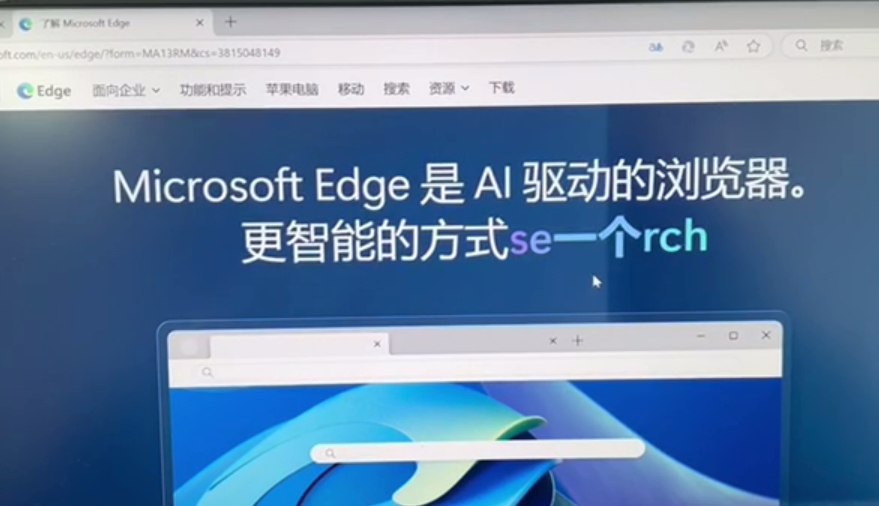 了解 Microsoft Edge
oft.com/en-us/edge/?form=MA13RM&cs=3815048149
搜索
Edge 面向企业 功能和提示 苹果电脑 移动 搜索 资源 下载
Microsoft Edge 是 AI 驱动的浏览器。
更智能的方式se一个rch